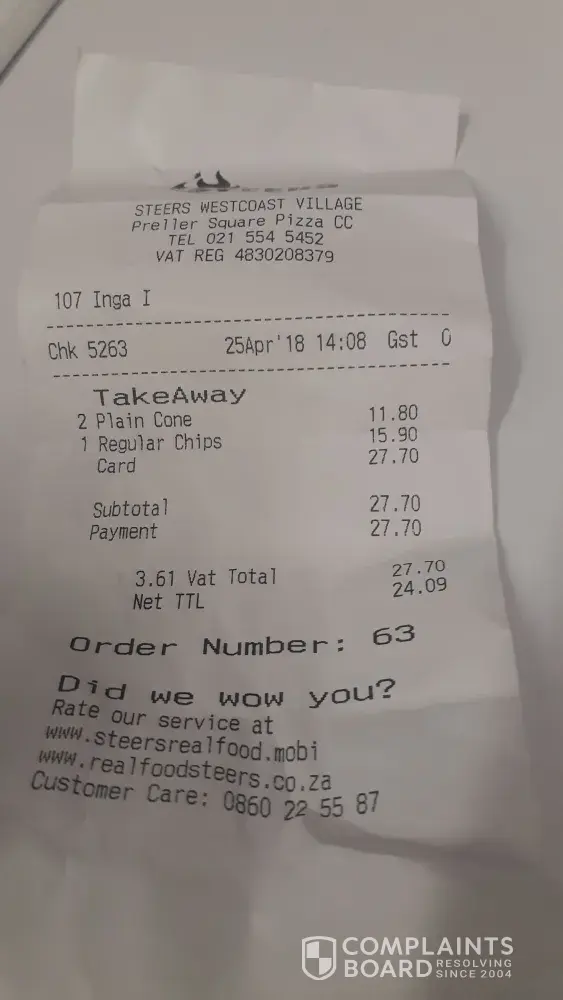 STEERS WESTCOAST VILLAGE
Preller Square Pizza CC
TEL 021 554 5452
VAT REG 4830208379
107 Inga I
Chk 5263 25Apr'18 14:08 Gst 0
TakeAway
2 Plain Cone 11.80
1 Regular Chips 15.90
Card 27.70
Subtotal 27.70
Payment 27.70
3.61 Vat Total 27.70
Net TTL 24.09
Order Number: 63
Did we wow you?
Rate our service at
www.steersrealfood.mobi
www.realfoodsteers.co.za
Customer Care: 0860 22 55 87
COMPLAINTS
BOARD RESOLVING
SINCE 2004